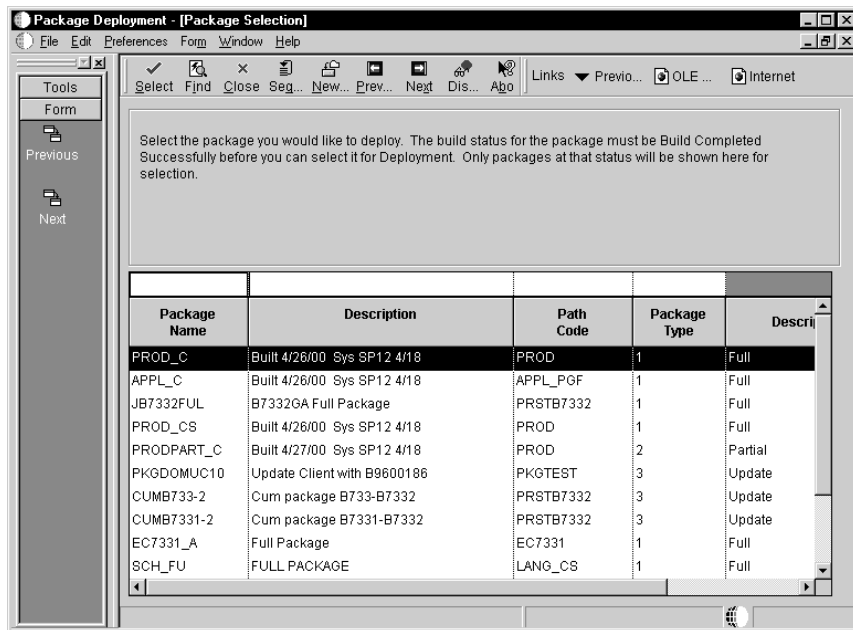 Package Deployment - [Package Selection]
File Edit Preferences Form Window Help
Tools
Form
Previous
Next
Select Find Close Seq... New... Prev... Next Dis... Abo Links Previo... OLE ... Internet
Select the package you would like to deploy. The build status for the package must be Build Completed
Successfully before you can select it for Deployment. Only packages at that status will be shown here for
selection.
Package Name Description Path Code Package Type Descrip
PROD_C Built 4/26/00 Sys SP12 4/18 PROD 1 Full
APPL_C Built 4/26/00 Sys SP12 4/18 APPL_PGF 1 Full
JB7332FUL B7332GA Full Package PRSTB7332 1 Full
PROD_CS Built 4/26/00 Sys SP12 4/18 PROD 1 Full
PRODPART_C Built 4/27/00 Sys SP12 4/18 PROD 2 Partial
PKGDOMUC10 Update Client with B9600186 PKGTEST 3 Update
CUMB733-2 Cum package B733-B7332 PRSTB7332 3 Update
CUMB7331-2 Cum package B7331-B7332 PRSTB7332 3 Update
EC7331_A Full Package EC7331 1 Full
SCH_FU FULL PACKAGE LANG_CS 1 Full